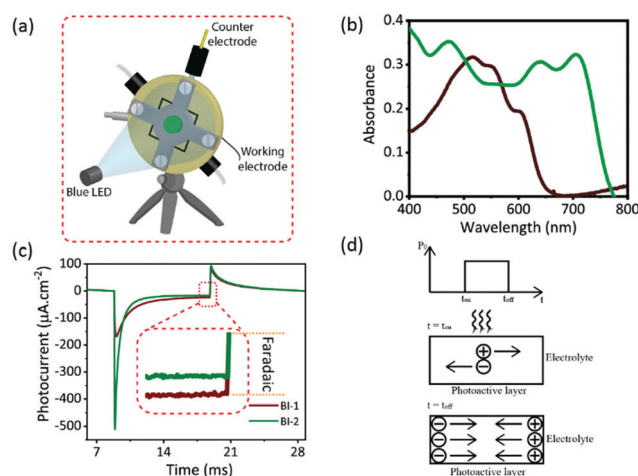 (a)
Counter
electrode
Working
electrode
Blue LED
(b)
Absorbance
0.4
0.3
0.2
0.1
0.0
400 500 600 700 800
Wavelength (nm)
(c)
Photocurrent (µA.cm⁻²)
100
0
-100
-200
-300
-400
-500
Faradaic
BI-1
BI-2
7 14 21 28
Time (ms)
(d)
P₀
t_on t_off t
t = t_on
+
−
Electrolyte
Photoactive layer
t = t_off
− +
− +
− +
Electrolyte
Photoactive layer